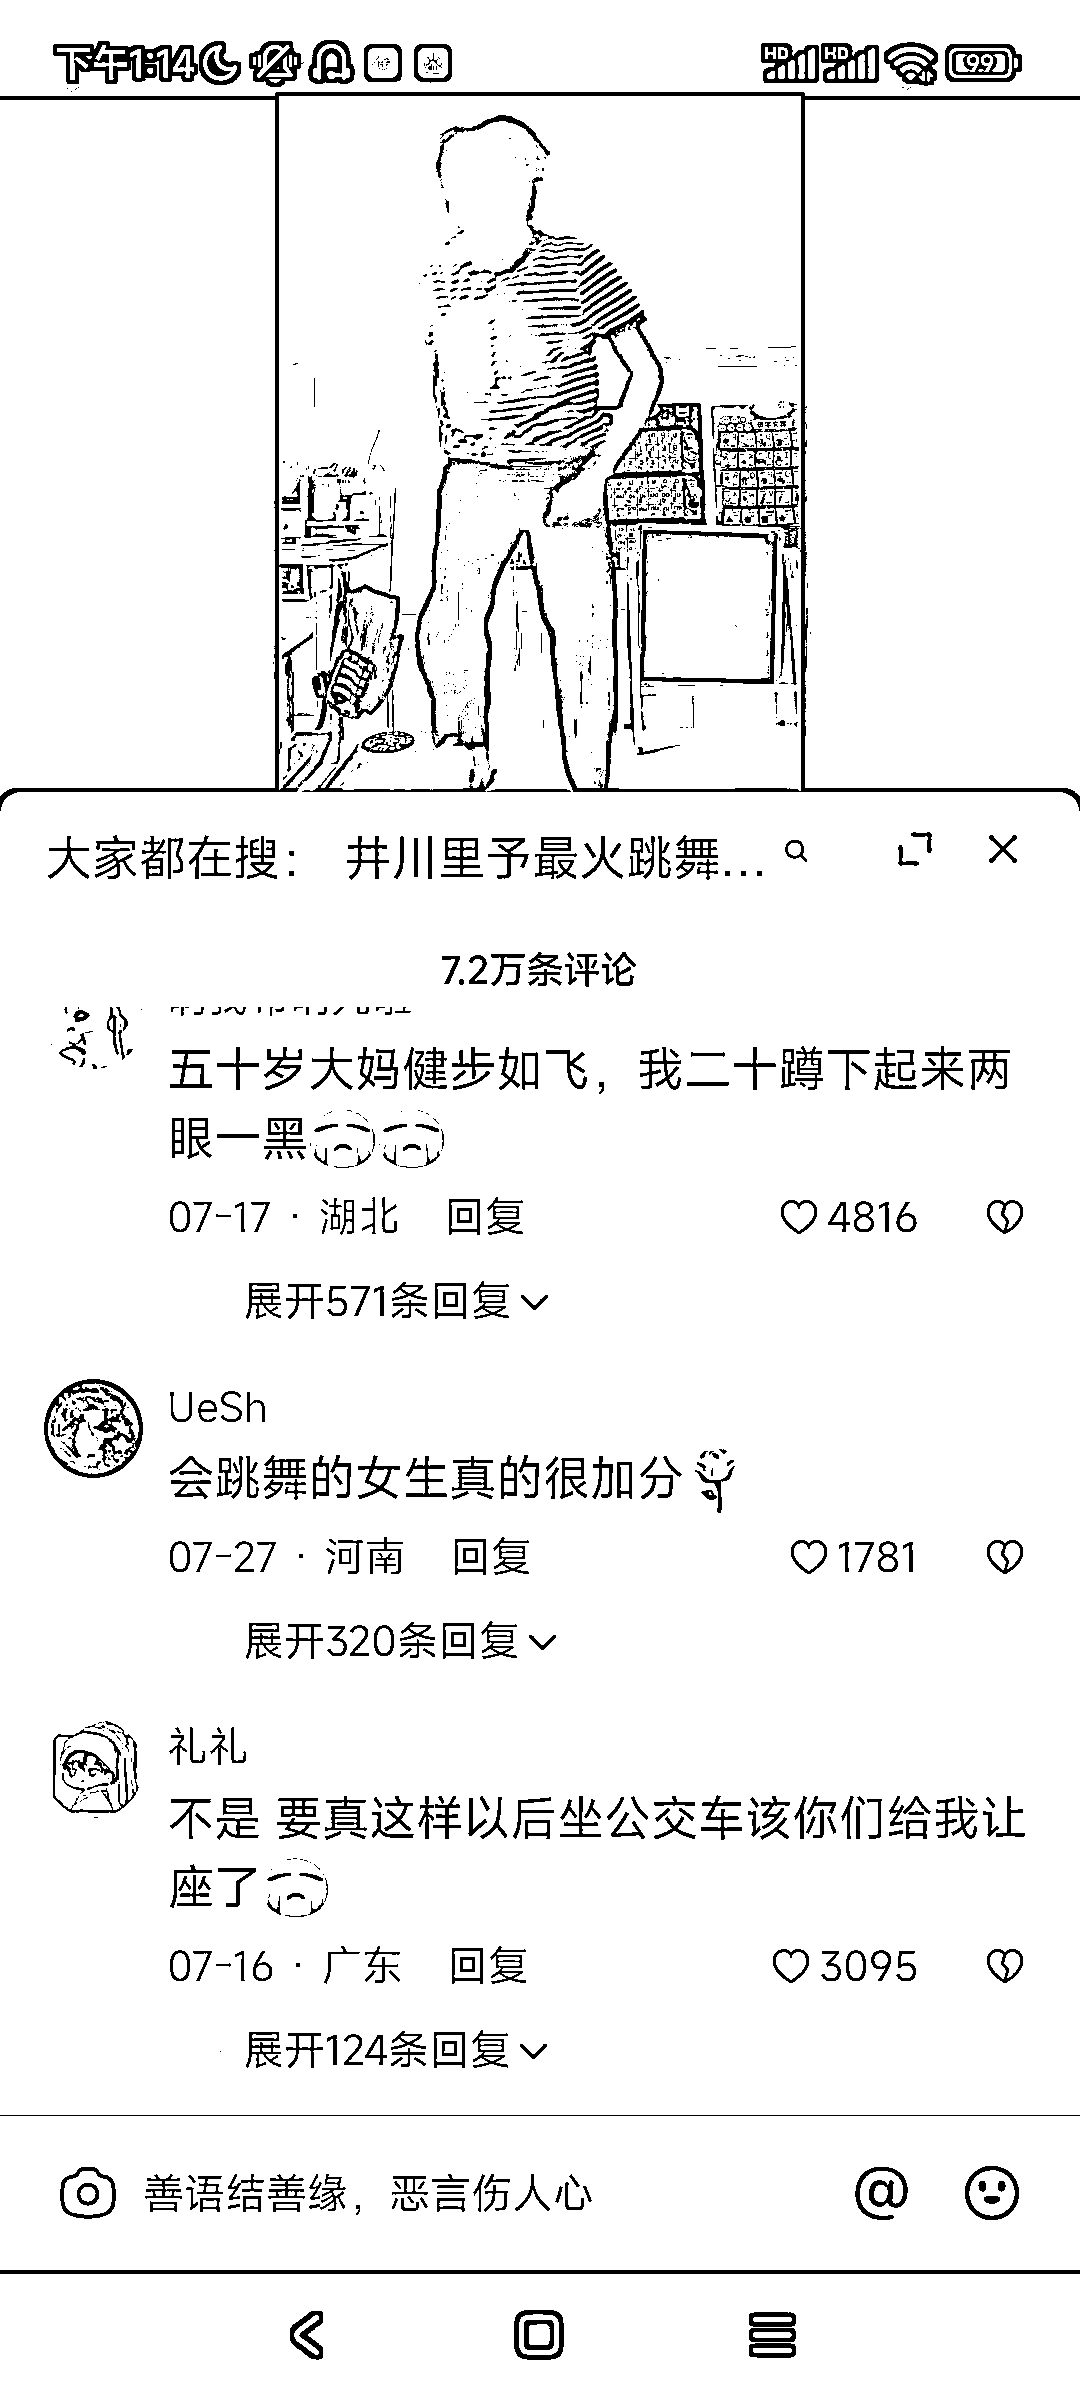 下午1:14
HD HD 99
大家都在搜： 井川里予最火跳舞...
7.2万条评论
五十岁大妈健步如飞，我二十蹲下起来两
眼一黑😭😭
07-17 · 湖北 回复 4816
展开571条回复
UeSh
会跳舞的女生真的很加分🌹
07-27 · 河南 回复 1781
展开320条回复
礼礼
不是 要真这样以后坐公交车该你们给我让
座了😭
07-16 · 广东 回复 3095
展开124条回复
善语结善缘，恶言伤人心 @